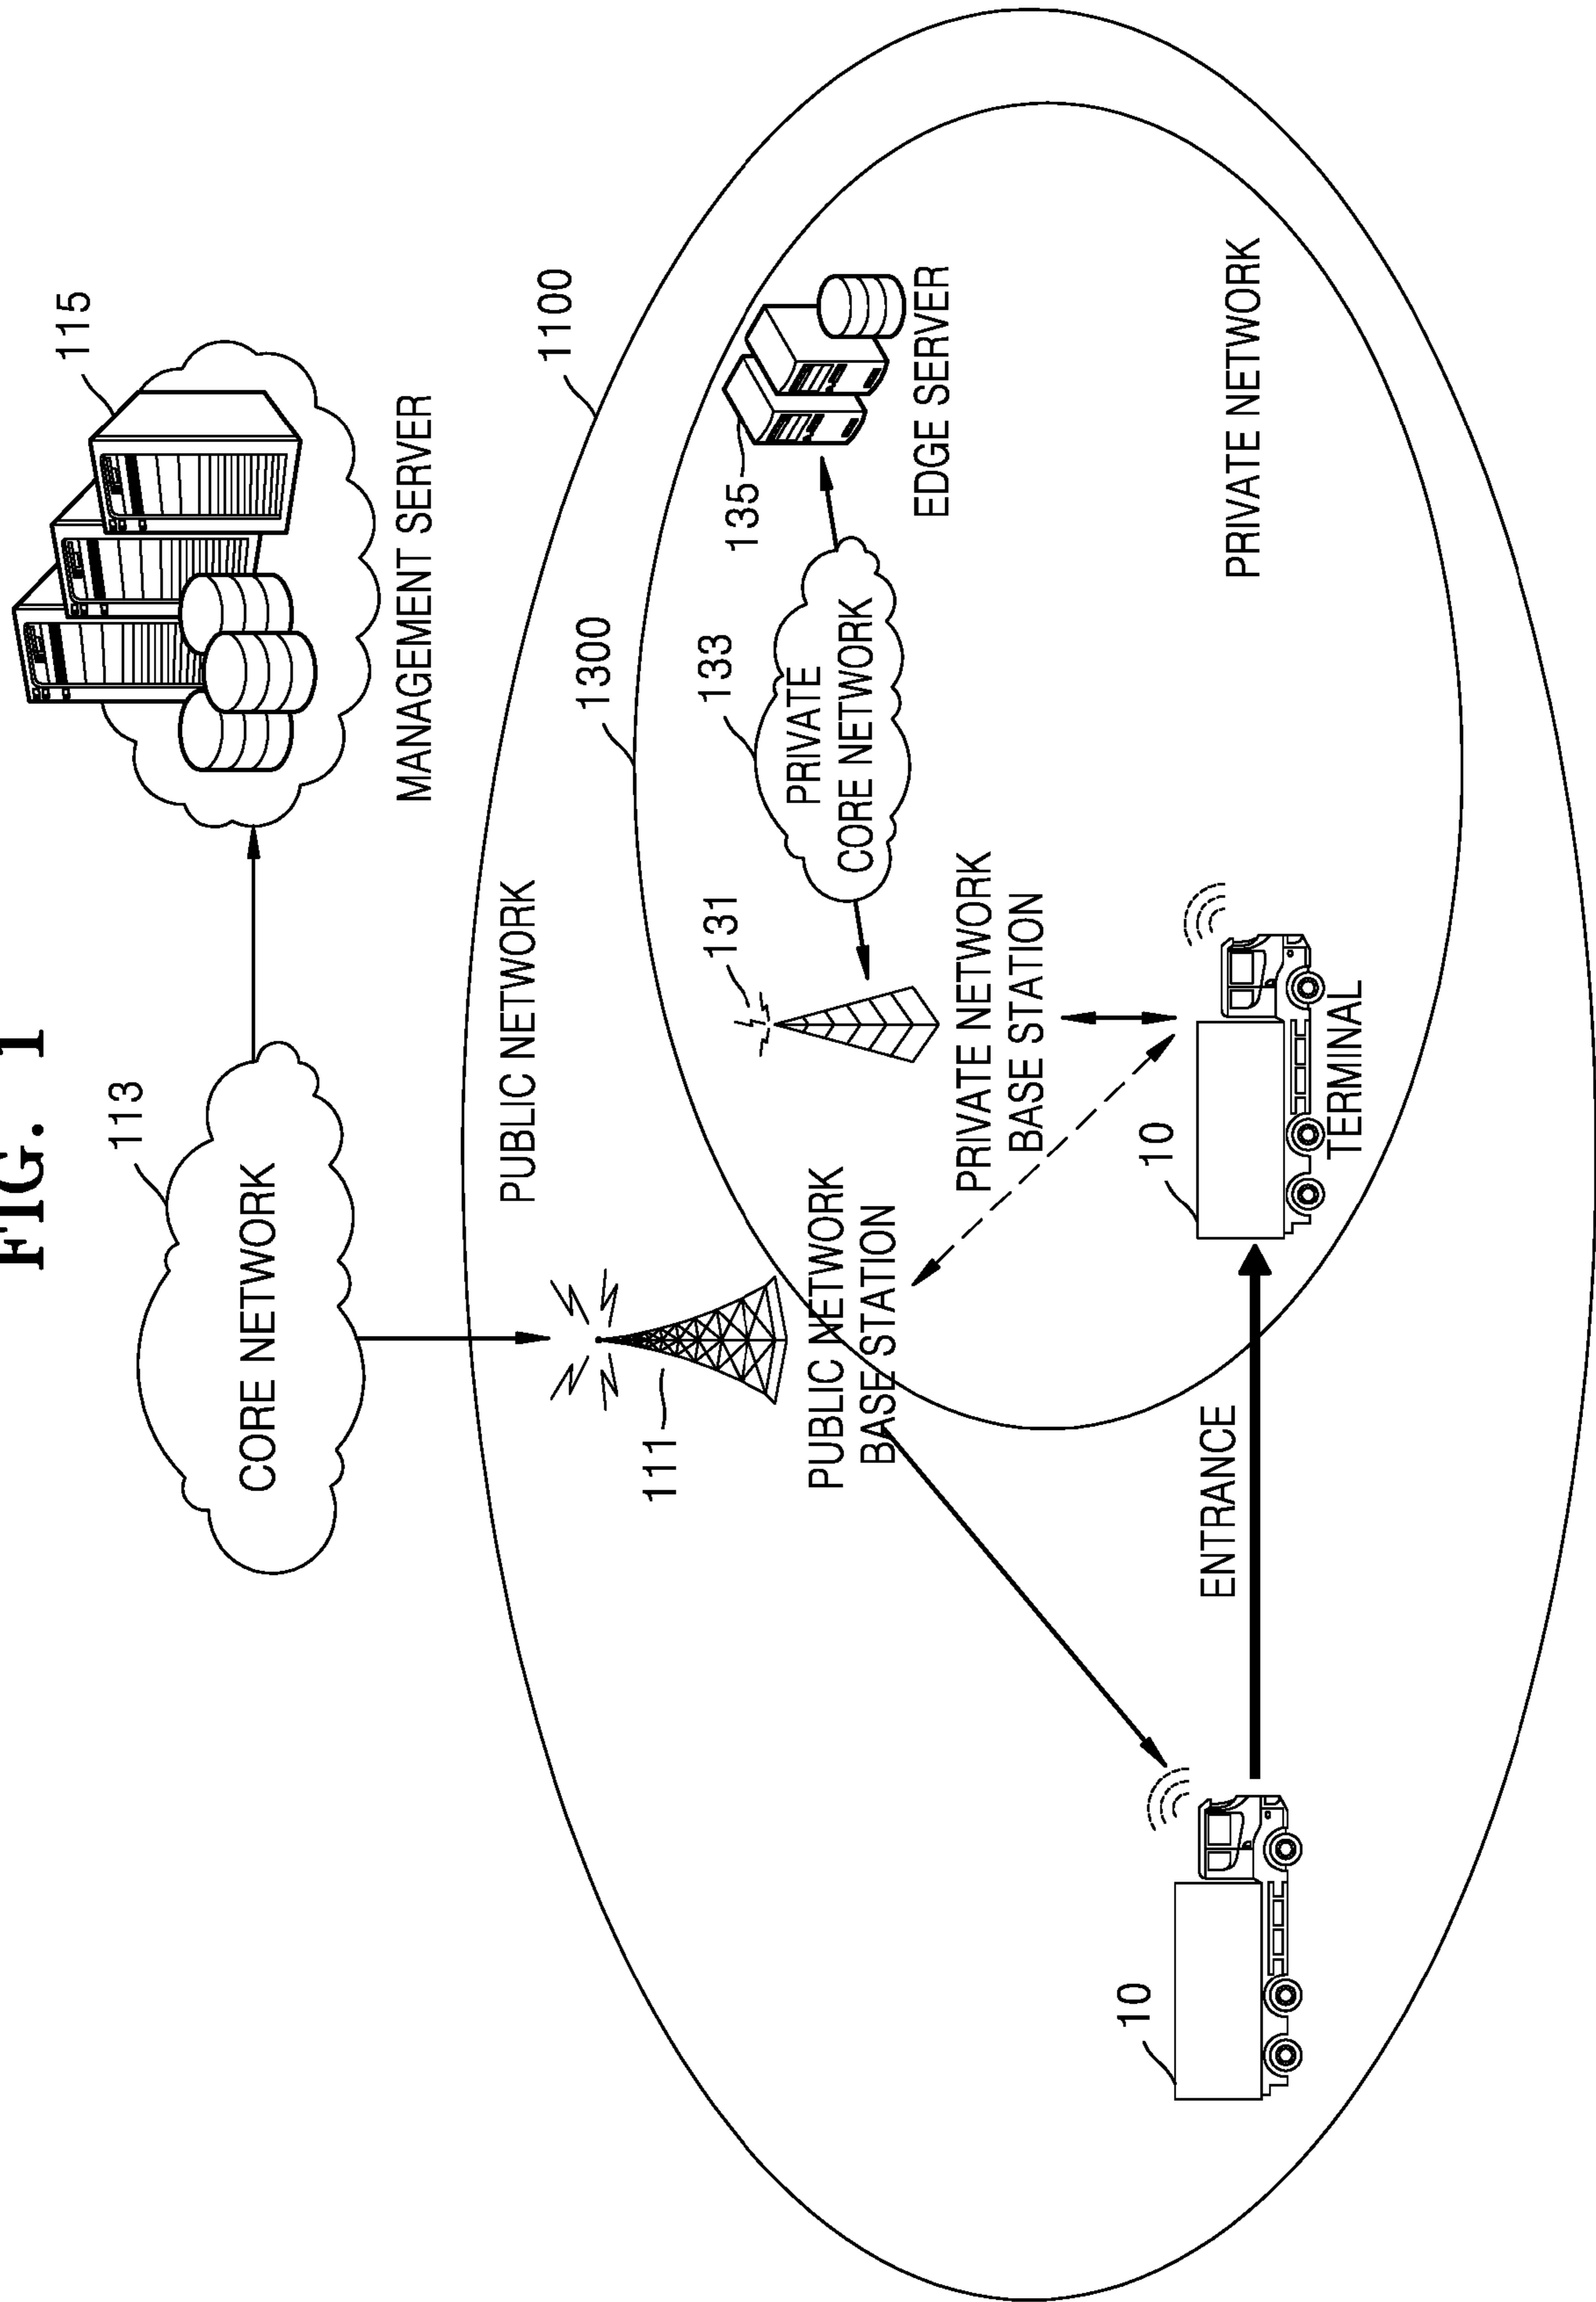 FIG. 1
113
115
CORE NETWORK
MANAGEMENT SERVER
PUBLIC NETWORK
1100
1300
111
131
133
135
PRIVATE
CORE NETWORK
EDGE SERVER
PUBLIC NETWORK
BASE STATION
PRIVATE NETWORK
BASE STATION
10
10
ENTRANCE
TERMINAL
PRIVATE NETWORK